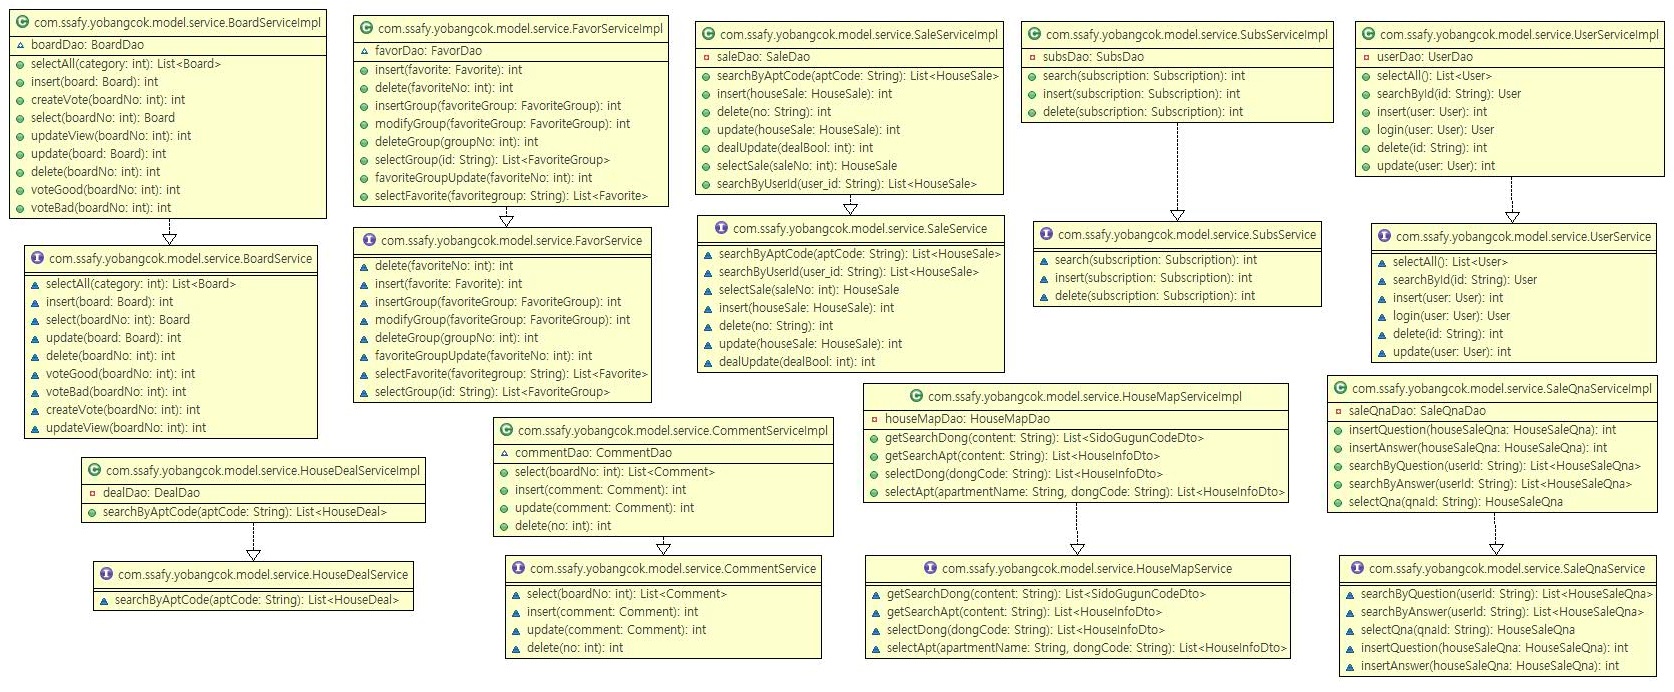 com.ssafy.yobangcok.model.service.BoardServiceImpl
boardDao: BoardDao
selectAll(category: int): List<Board>
insert(board: Board): int
createVote(boardNo: int): int
select(boardNo: int): Board
updateView(boardNo: int): int
update(board: Board): int
delete(boardNo: int): int
voteGood(boardNo: int): int
voteBad(boardNo: int): int
com.ssafy.yobangcok.model.service.BoardService
selectAll(category: int): List<Board>
insert(board: Board): int
select(boardNo: int): Board
update(board: Board): int
delete(boardNo: int): int
voteGood(boardNo: int): int
voteBad(boardNo: int): int
createVote(boardNo: int): int
updateView(boardNo: int): int
com.ssafy.yobangcok.model.service.FavorServiceImpl
favorDao: FavorDao
insert(favorite: Favorite): int
delete(favoriteNo: int): int
insertGroup(favoriteGroup: FavoriteGroup): int
modifyGroup(favoriteGroup: FavoriteGroup): int
deleteGroup(groupNo: int): int
selectGroup(id: String): List<FavoriteGroup>
favoriteGroupUpdate(favoriteNo: int): int
selectFavorite(favoritegroup: String): List<Favorite>
com.ssafy.yobangcok.model.service.FavorService
delete(favoriteNo: int): int
insert(favorite: Favorite): int
insertGroup(favoriteGroup: FavoriteGroup): int
modifyGroup(favoriteGroup: FavoriteGroup): int
deleteGroup(groupNo: int): int
favoriteGroupUpdate(favoriteNo: int): int
selectFavorite(favoritegroup: String): List<Favorite>
selectGroup(id: String): List<FavoriteGroup>
com.ssafy.yobangcok.model.service.SaleServiceImpl
saleDao: SaleDao
searchByAptCode(aptCode: String): List<HouseSale>
insert(houseSale: HouseSale): int
delete(no: String): int
update(houseSale: HouseSale): int
dealUpdate(dealBool: int): int
selectSale(saleNo: int): HouseSale
searchByUserId(user_id: String): List<HouseSale>
com.ssafy.yobangcok.model.service.SaleService
searchByAptCode(aptCode: String): List<HouseSale>
searchByUserId(user_id: String): List<HouseSale>
selectSale(saleNo: int): HouseSale
insert(houseSale: HouseSale): int
delete(no: String): int
update(houseSale: HouseSale): int
dealUpdate(dealBool: int): int
com.ssafy.yobangcok.model.service.SubsServiceImpl
subsDao: SubsDao
search(subscription: Subscription): int
insert(subscription: Subscription): int
delete(subscription: Subscription): int
com.ssafy.yobangcok.model.service.SubsService
search(subscription: Subscription): int
insert(subscription: Subscription): int
delete(subscription: Subscription): int
com.ssafy.yobangcok.model.service.UserServiceImpl
userDao: UserDao
selectAll(): List<User>
searchById(id: String): User
insert(user: User): int
login(user: User): User
delete(id: String): int
update(user: User): int
com.ssafy.yobangcok.model.service.UserService
selectAll(): List<User>
searchById(id: String): User
insert(user: User): int
login(user: User): User
delete(id: String): int
update(user: User): int
com.ssafy.yobangcok.model.service.HouseDealServiceImpl
dealDao: DealDao
searchByAptCode(aptCode: String): List<HouseDeal>
com.ssafy.yobangcok.model.service.HouseDealService
searchByAptCode(aptCode: String): List<HouseDeal>
com.ssafy.yobangcok.model.service.CommentServiceImpl
commentDao: CommentDao
select(boardNo: int): List<Comment>
insert(comment: Comment): int
update(comment: Comment): int
delete(no: int): int
com.ssafy.yobangcok.model.service.CommentService
select(boardNo: int): List<Comment>
insert(comment: Comment): int
update(comment: Comment): int
delete(no: int): int
com.ssafy.yobangcok.model.service.HouseMapServiceImpl
houseMapDao: HouseMapDao
getSearchDong(content: String): List<SidoGugunCodeDto>
getSearchApt(content: String): List<HouseInfoDto>
selectDong(dongCode: String): List<HouseInfoDto>
selectApt(apartmentName: String, dongCode: String): List<HouseInfoDto>
com.ssafy.yobangcok.model.service.HouseMapService
getSearchDong(content: String): List<SidoGugunCodeDto>
getSearchApt(content: String): List<HouseInfoDto>
selectDong(dongCode: String): List<HouseInfoDto>
selectApt(apartmentName: String, dongCode: String): List<HouseInfoDto>
com.ssafy.yobangcok.model.service.SaleQnaServiceImpl
saleQnaDao: SaleQnaDao
insertQuestion(houseSaleQna: HouseSaleQna): int
insertAnswer(houseSaleQna: HouseSaleQna): int
searchByQuestion(userId: String): List<HouseSaleQna>
searchByAnswer(userId: String): List<HouseSaleQna>
selectQna(qnaId: String): HouseSaleQna
com.ssafy.yobangcok.model.service.SaleQnaService
searchByQuestion(userId: String): List<HouseSaleQna>
searchByAnswer(userId: String): List<HouseSaleQna>
selectQna(qnaId: String): HouseSaleQna
insertQuestion(houseSaleQna: HouseSaleQna): int
insertAnswer(houseSaleQna: HouseSaleQna): int